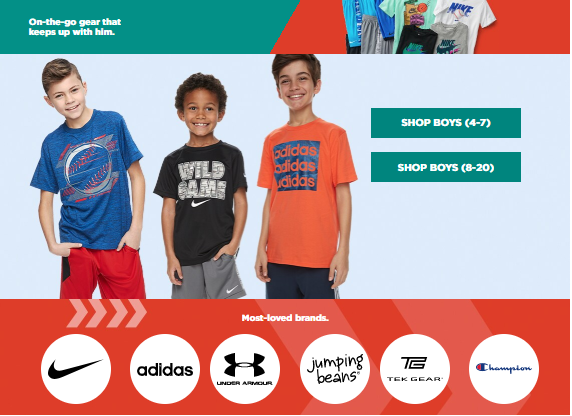 On-the-go gear that
keeps up with him.
NIKE
SHOP BOYS (4-7)
SHOP BOYS (8-20)
WILD
GAME
adidas
adidas
adidas
Most-loved brands.
adidas
UNDER ARMOUR
jumping
beans®
TEK GEAR
Champion